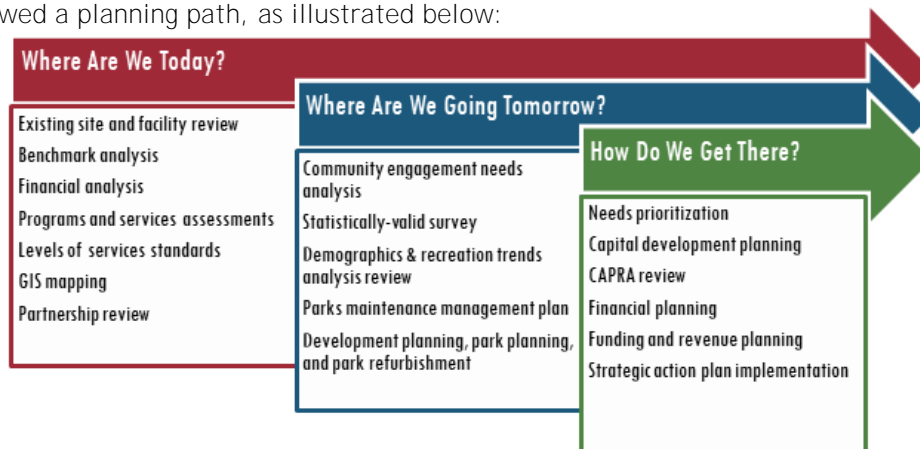 wed a planning path, as illustrated below:
Where Are We Today?
Existing site and facility review
Benchmark analysis
Financial analysis
Programs and services assessments
Levels of services standards
GIS mapping
Partnership review
Where Are We Going Tomorrow?
Community engagement needs
analysis
Statistically-valid survey
Demographics & recreation trends
analysis review
Parks maintenance management plan
Development planning, park planning,
and park refurbishment
How Do We Get There?
Needs prioritization
Capital development planning
CAPRA review
Financial planning
Funding and revenue planning
Strategic action plan implementation